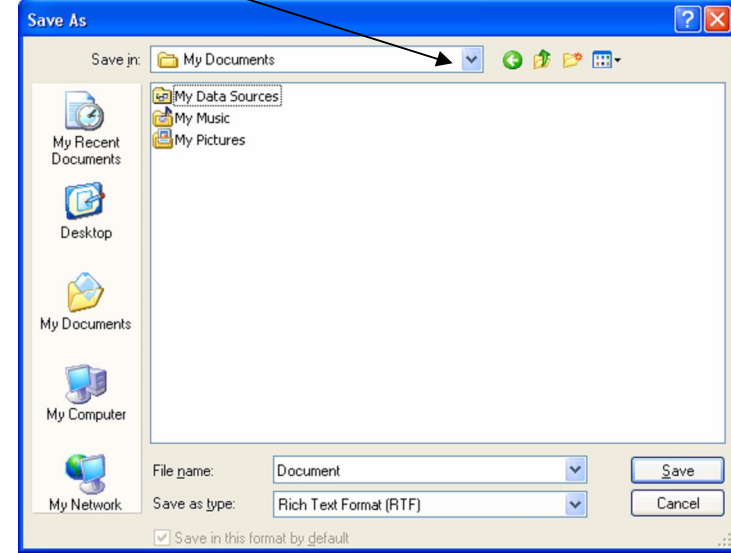 Save As
Save in: My Documents
My Data Sources
My Music
My Pictures
My Recent
Documents
Desktop
My Documents
My Computer
My Network
File name: Document Save
Save as type: Rich Text Format (RTF) Cancel
Save in this format by default